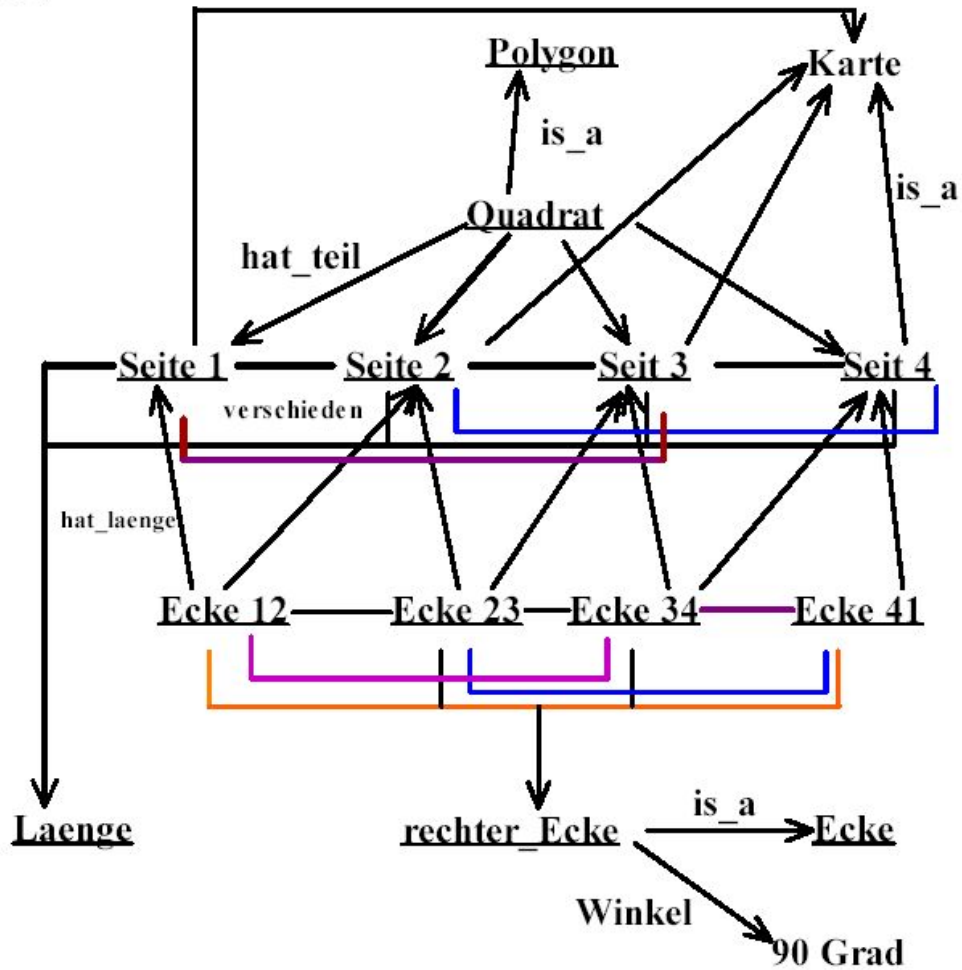 Polygon
Karte
is_a
is_a
Quadrat
hat_teil
Seite 1
Seite 2
Seit 3
Seit 4
verschieden
hat_laenge
Ecke 12
Ecke 23
Ecke 34
Ecke 41
Laenge
rechter_Ecke
is_a
Ecke
Winkel
90 Grad